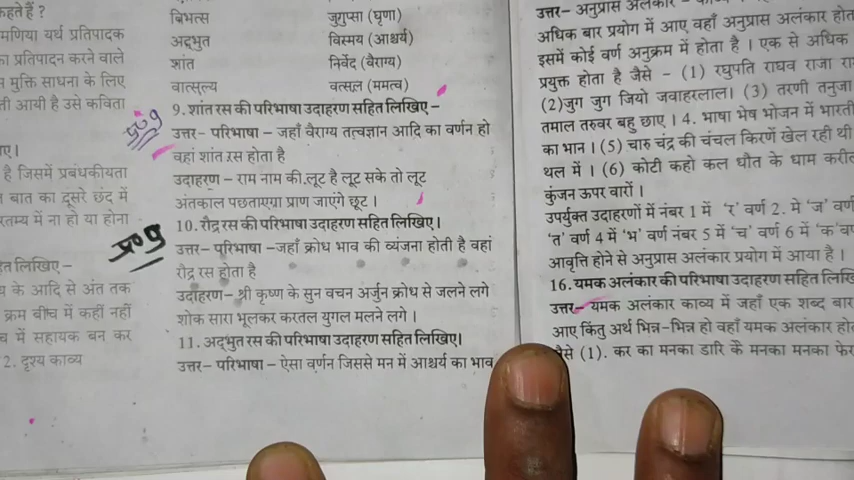 कहते हैं ?
मणिया यर्थ प्रतिपादक
का प्रतिपादन करने वाले
मुक्ति साधना के लिए
ती आयी है उसे कविता
है जिसमें प्रबंधकीयता
बात का दूसरे छंद में
रतम्य में ना हो या होना
लिखिए –
के आदि से अंत तक
क्रम बीच में कहीं नहीं
में सहायक बन कर
2. दृश्य काव्य
बिभत्स जुगुप्सा (घृणा)
अद्भुत विस्मय (आश्चर्य)
शांत निर्वेद (वैराग्य)
वात्सुल्य वत्सल (ममत्व)
9. शांत रस की परिभाषा उदाहरण सहित लिखिए –
प्र०9
उत्तर– परिभाषा – जहाँ वैराग्य तत्वज्ञान आदि का वर्णन हो
वहां शांत रस होता है
उदाहरण – राम नाम की लूट है लूट सके तो लूट
अंतकाल पछताएगा प्राण जाएंगे छूट ।
10. रौद्र रस की परिभाषा उदाहरण सहित लिखिए।
प्र०9
उत्तर– परिभाषा –जहाँ क्रोध भाव की व्यंजना होती है वहां
रौद्र रस होता है
उदाहरण– श्री कृष्ण के सुन वचन अर्जुन क्रोध से जलने लगे
शोक सारा भूलकर करतल युगल मलने लगे ।
11. अद्भुत रस की परिभाषा उदाहरण सहित लिखिए।
उत्तर– परिभाषा– ऐसा वर्णन जिससे मन में आश्चर्य का भाव
उत्तर– अनुप्रास अलंकार –
अधिक बार प्रयोग में आए वहाँ अनुप्रास अलंकार होत
इसमें कोई वर्ण अनुक्रम में होता है । एक से अधिक
प्रयुक्त होता है जैसे – (1) रघुपति राघव राजा रा
(2)जुग जुग जियो जवाहरलाल। (3) तरणी तनुजा
तमाल तरुवर बहु छाए । 4. भाषा भेष भोजन में भारती
का भान । (5) चारु चंद्र की चंचल किरणें खेल रही थी
थल में । (6) कोटी कहो कल धौत के धाम करील
कुंजन ऊपर वारों ।
उपर्युक्त उदाहरणों में नंबर 1 में 'र' वर्ण 2. मे 'ज' वर्ण
'त' वर्ण 4 में 'भ' वर्ण नंबर 5 में 'च' वर्ण 6 में 'क' व
आवृत्ति होने से अनुप्रास अलंकार प्रयोग में आया है ।
16. यमक अलंकार की परिभाषा उदाहरण सहित लिखि
उत्तर– यमक अलंकार काव्य में जहाँ एक शब्द बार
आए किंतु अर्थ भिन्न-भिन्न हो वहाँ यमक अलंकार होत
जैसे (1). कर का मनका डारि के मनका मनका फेर